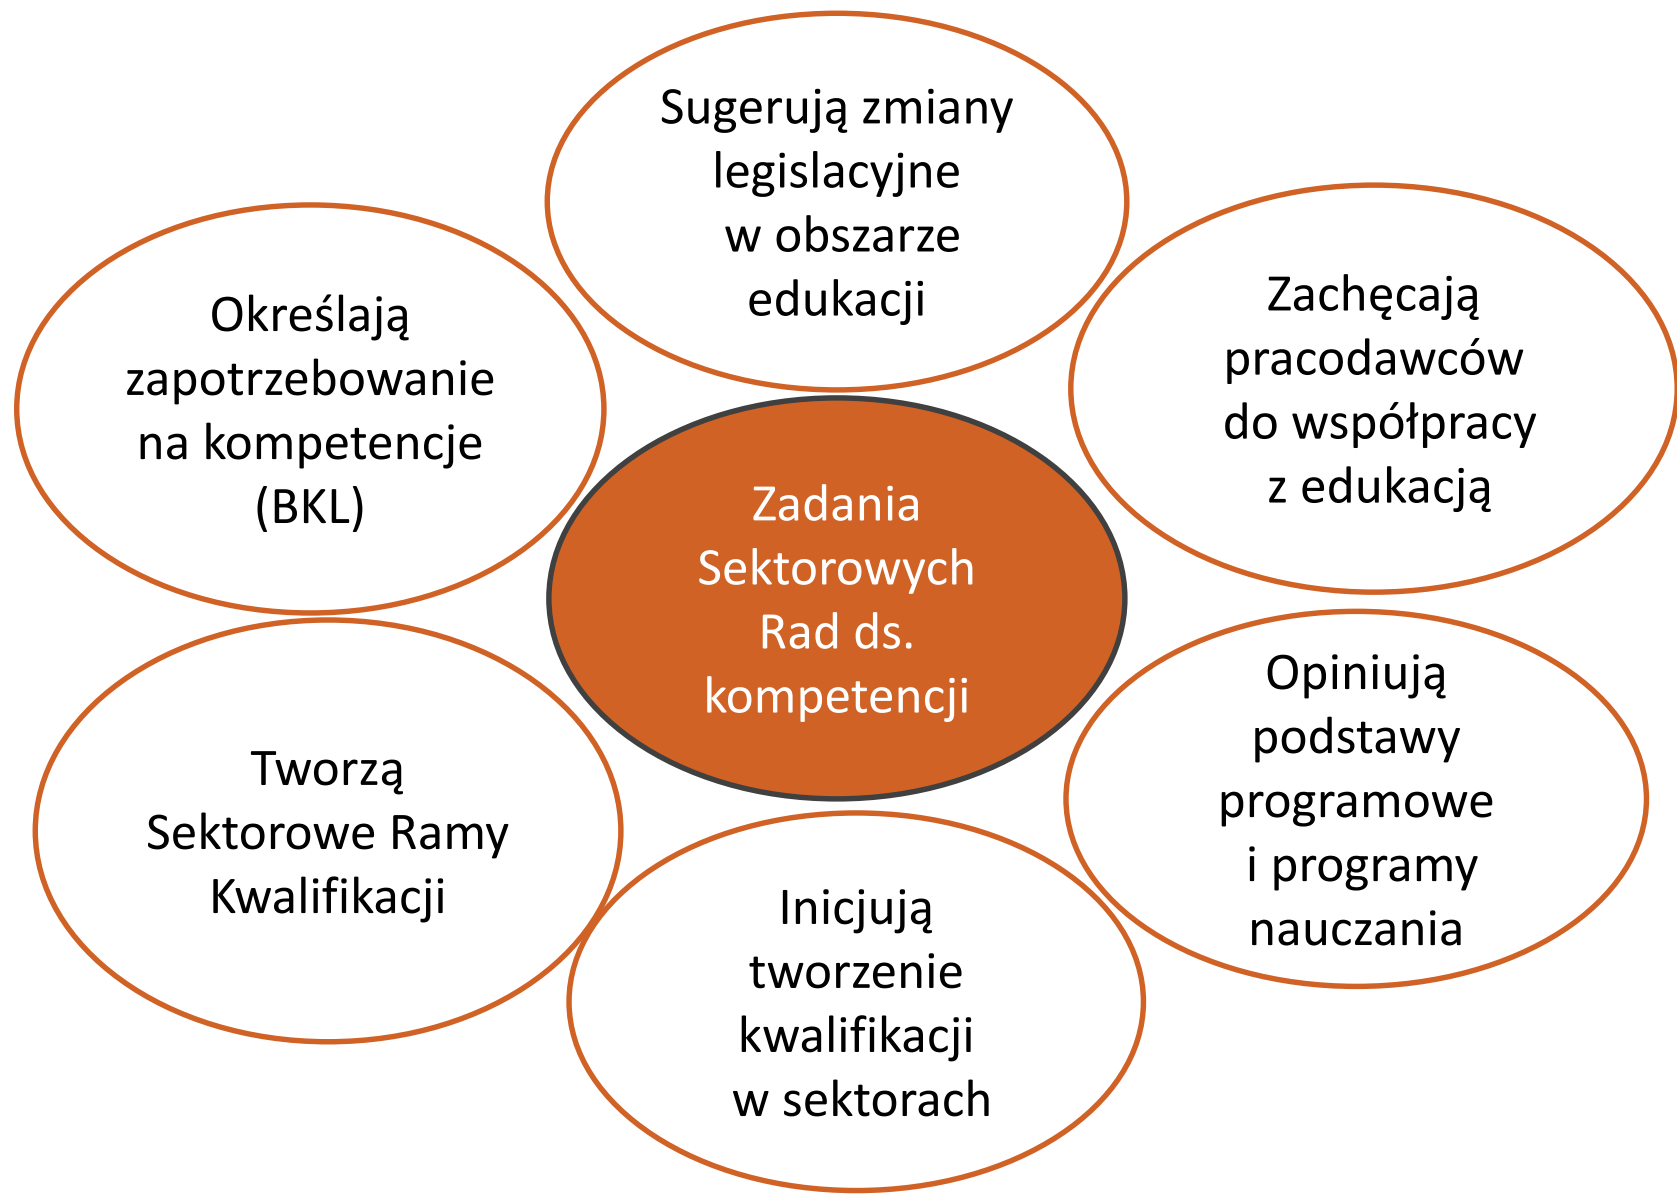 Sugerują zmiany
legislacyjne
w obszarze
edukacji
Zachęcają
pracodawców
do współpracy
z edukacją
Określają
zapotrzebowanie
na kompetencje
(BKL)
Zadania
Sektorowych
Rad ds.
kompetencji
Opiniują
podstawy
programowe
i programy
nauczania
Tworzą
Sektorowe Ramy
Kwalifikacji
Inicjują
tworzenie
kwalifikacji
w sektorach